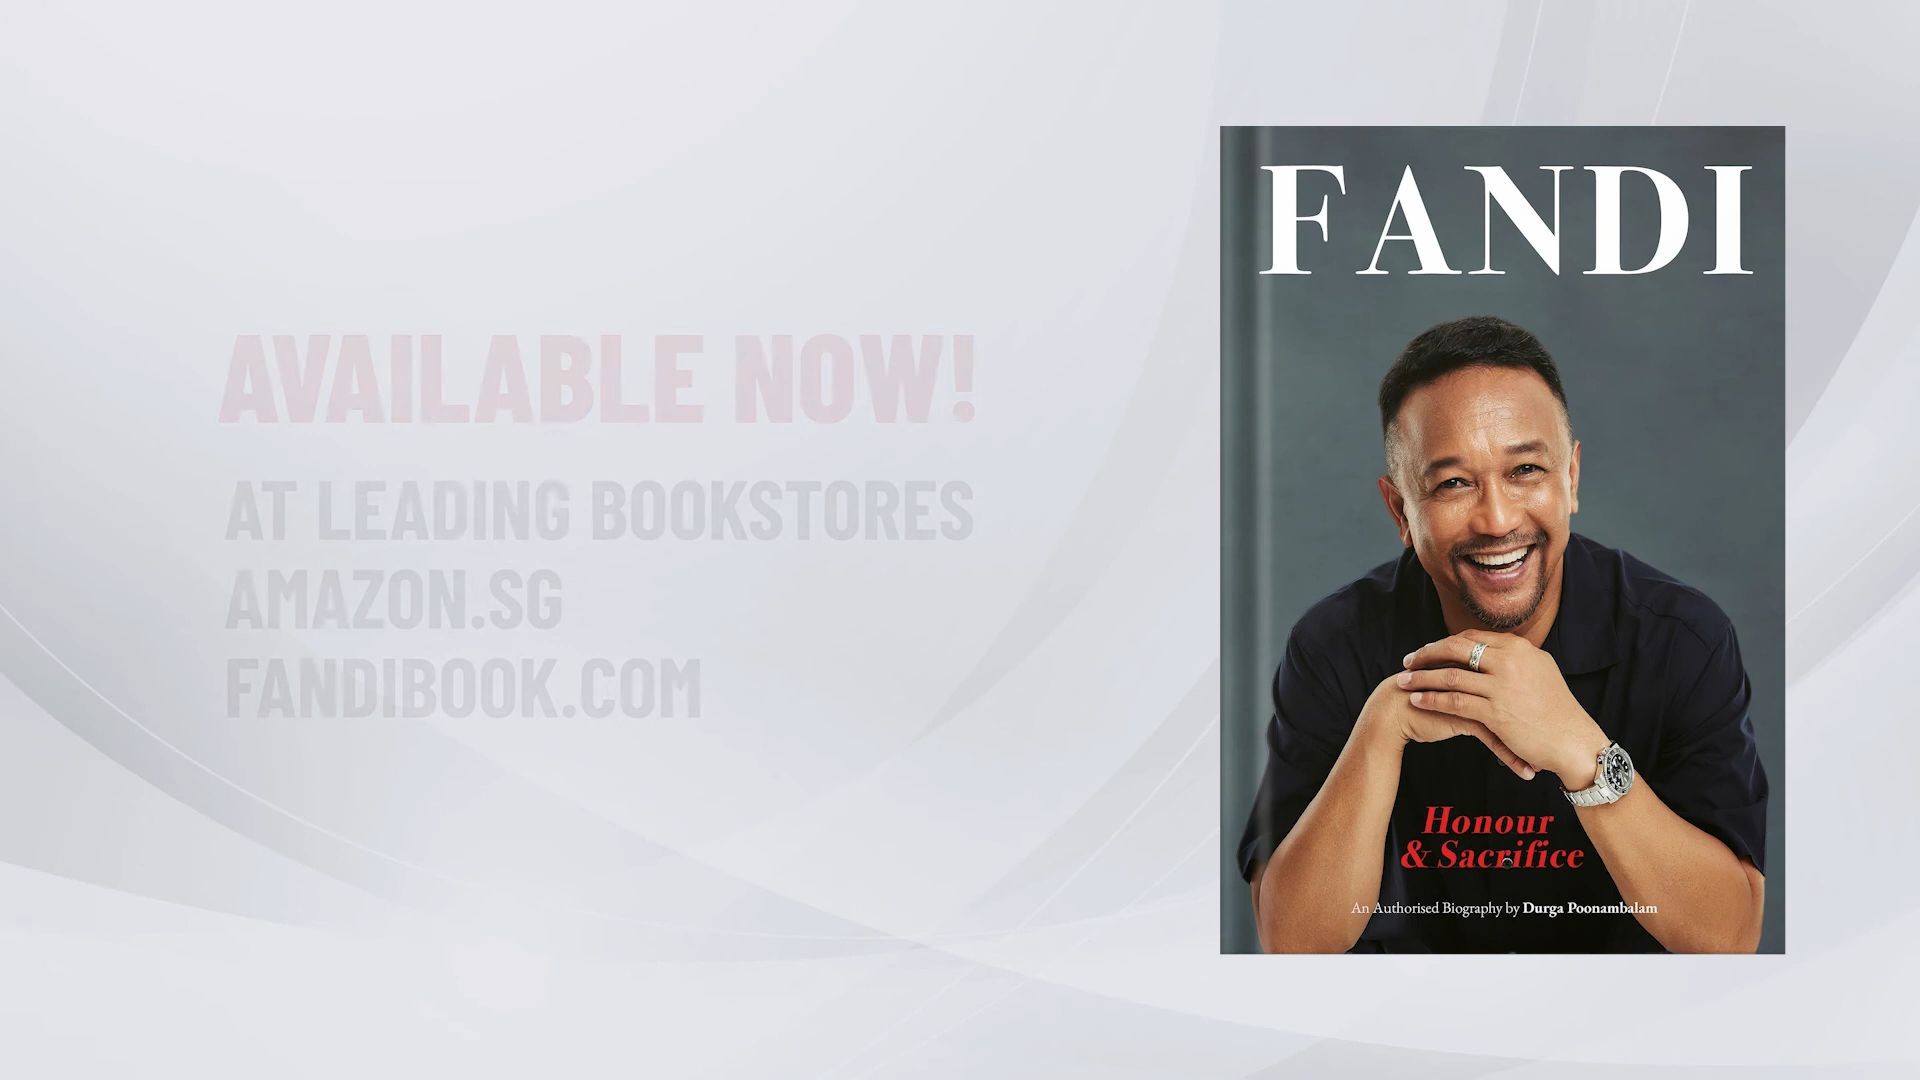 AVAILABLE NOW!
AT LEADING BOOKSTORES
AMAZON.SG
FANDIBOOK.COM
FANDI
Honour
& Sacrifice
An Authorised Biography by Durga Poonambalam